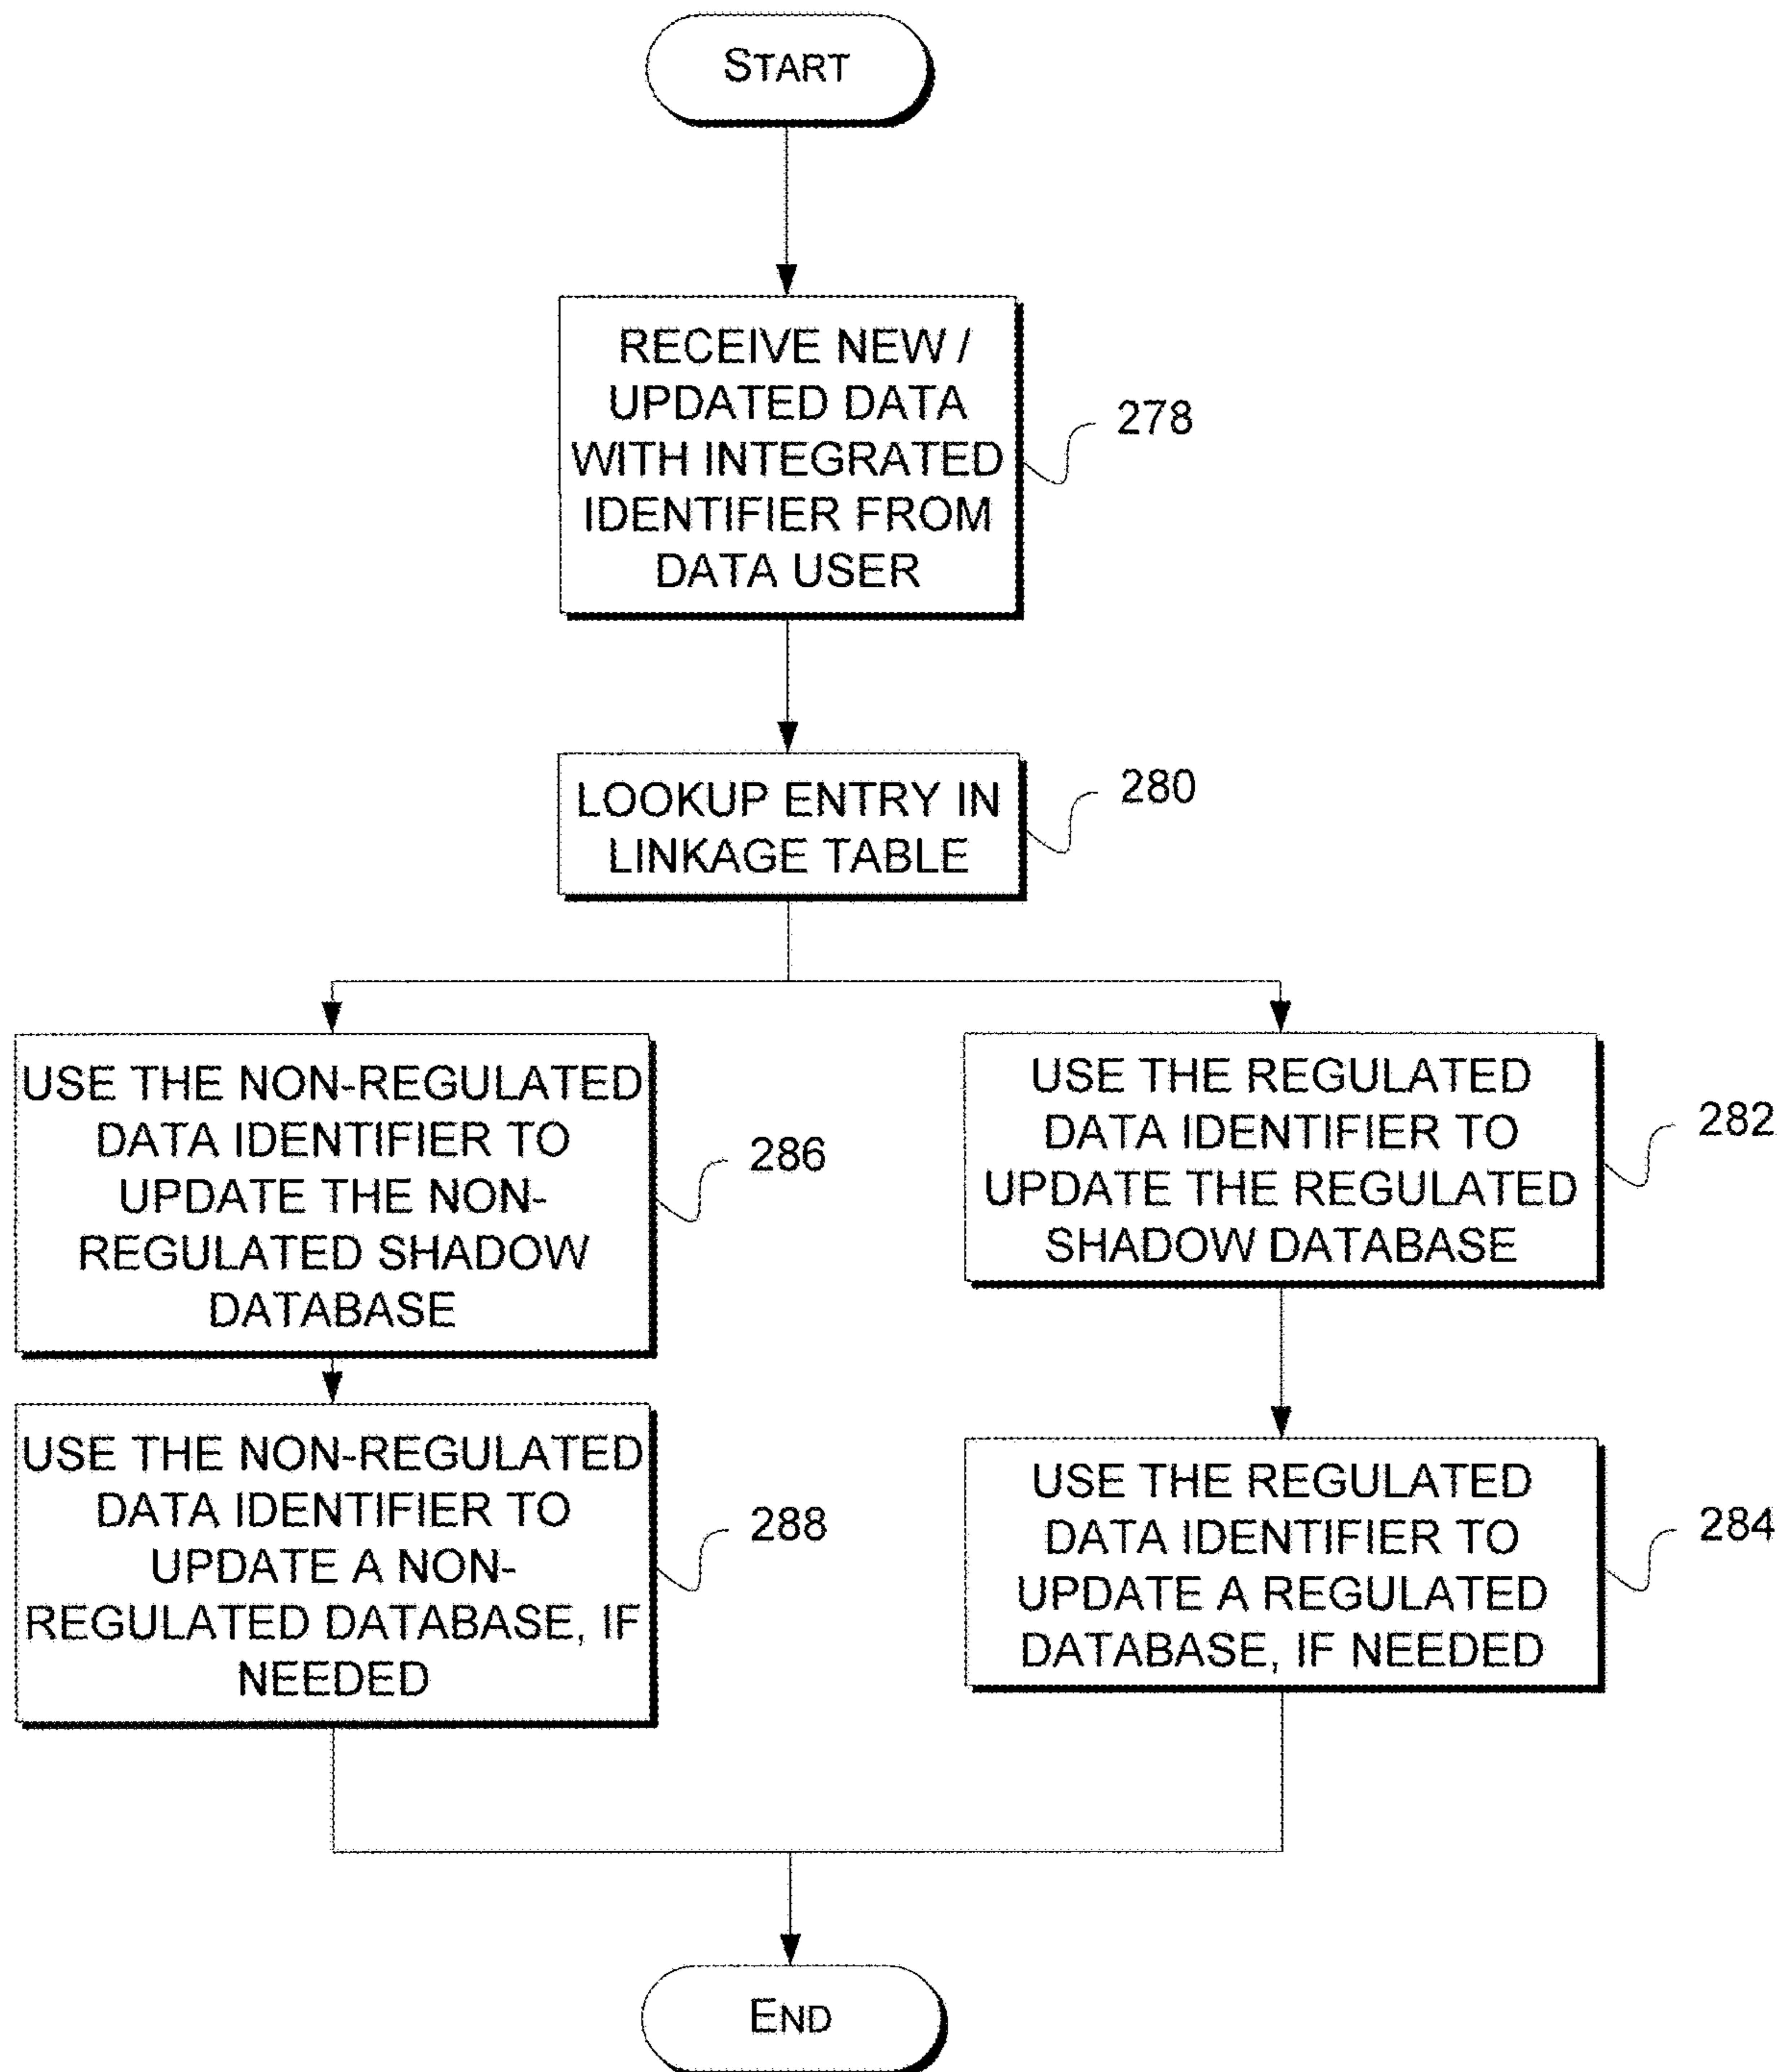 START
RECEIVE NEW /
UPDATED DATA
WITH INTEGRATED
IDENTIFIER FROM
DATA USER
278
LOOKUP ENTRY IN
LINKAGE TABLE
280
USE THE NON-REGULATED
DATA IDENTIFIER TO
UPDATE THE NON-
REGULATED SHADOW
DATABASE
286
USE THE REGULATED
DATA IDENTIFIER TO
UPDATE THE REGULATED
SHADOW DATABASE
282
USE THE NON-REGULATED
DATA IDENTIFIER TO
UPDATE A NON-
REGULATED DATABASE, IF
NEEDED
288
USE THE REGULATED
DATA IDENTIFIER TO
UPDATE A REGULATED
DATABASE, IF NEEDED
284
END